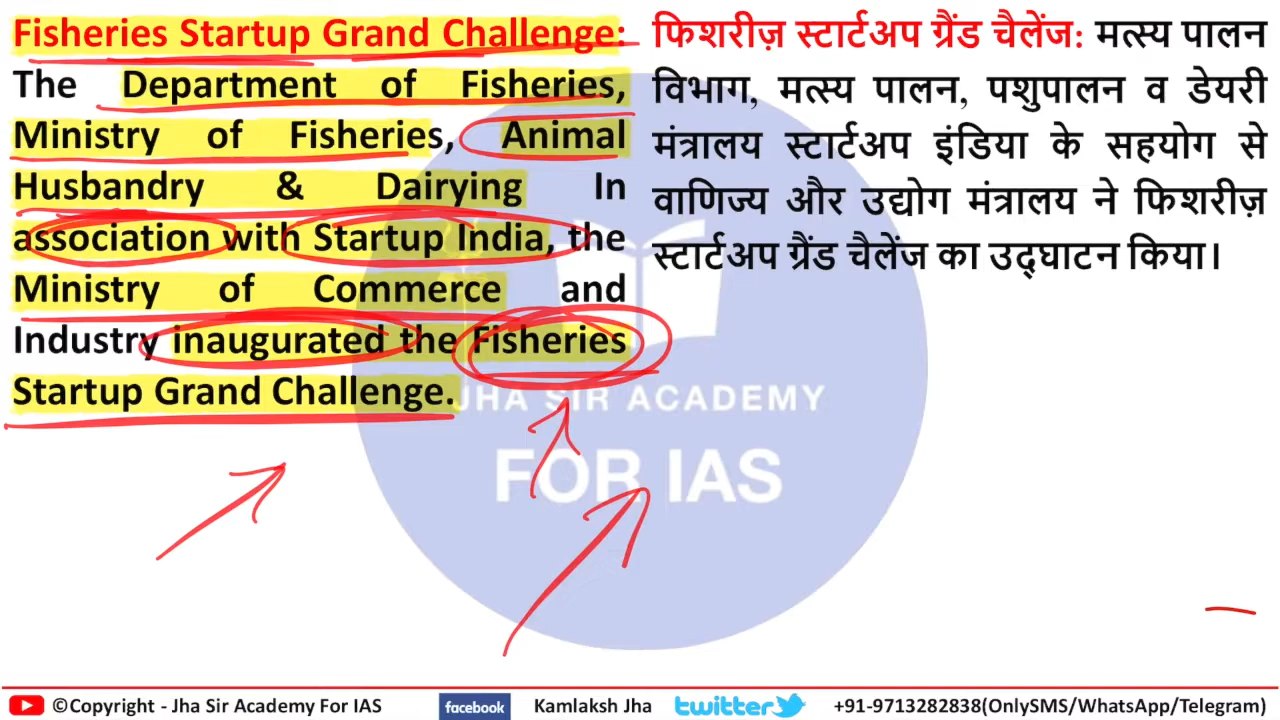 Fisheries Startup Grand Challenge:
The Department of Fisheries,
Ministry of Fisheries, Animal
Husbandry & Dairying In
association with Startup India, the
Ministry of Commerce and
Industry inaugurated the Fisheries
Startup Grand Challenge.
फिशरीज़ स्टार्टअप ग्रैंड चैलेंज: मत्स्य पालन
विभाग, मत्स्य पालन, पशुपालन व डेयरी
मंत्रालय स्टार्टअप इंडिया के सहयोग से
वाणिज्य और उद्योग मंत्रालय ने फिशरीज़
स्टार्टअप ग्रैंड चैलेंज का उद्घाटन किया।
JHA SIR ACADEMY
FOR IAS
©Copyright - Jha Sir Academy For IAS facebook Kamlaksh Jha twitter +91-9713282838(OnlySMS/WhatsApp/Telegram)